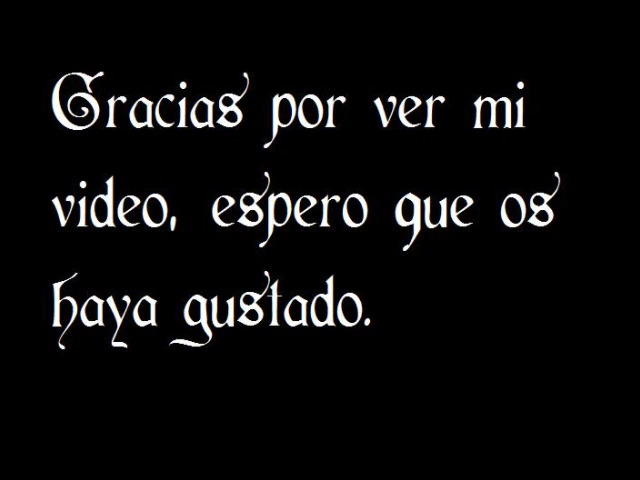 Gracias por ver mi
video, espero que os
haya gustado.